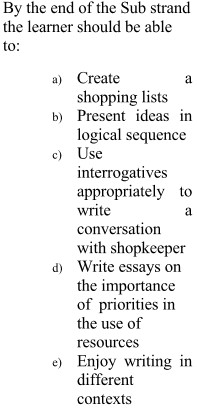 By the end of the Sub strand
the learner should be able
to:
a) Create a
shopping lists
b) Present ideas in
logical sequence
c) Use
interrogatives
appropriately to
write a
conversation
with shopkeeper
d) Write essays on
the importance
of priorities in
the use of
resources
e) Enjoy writing in
different
contexts